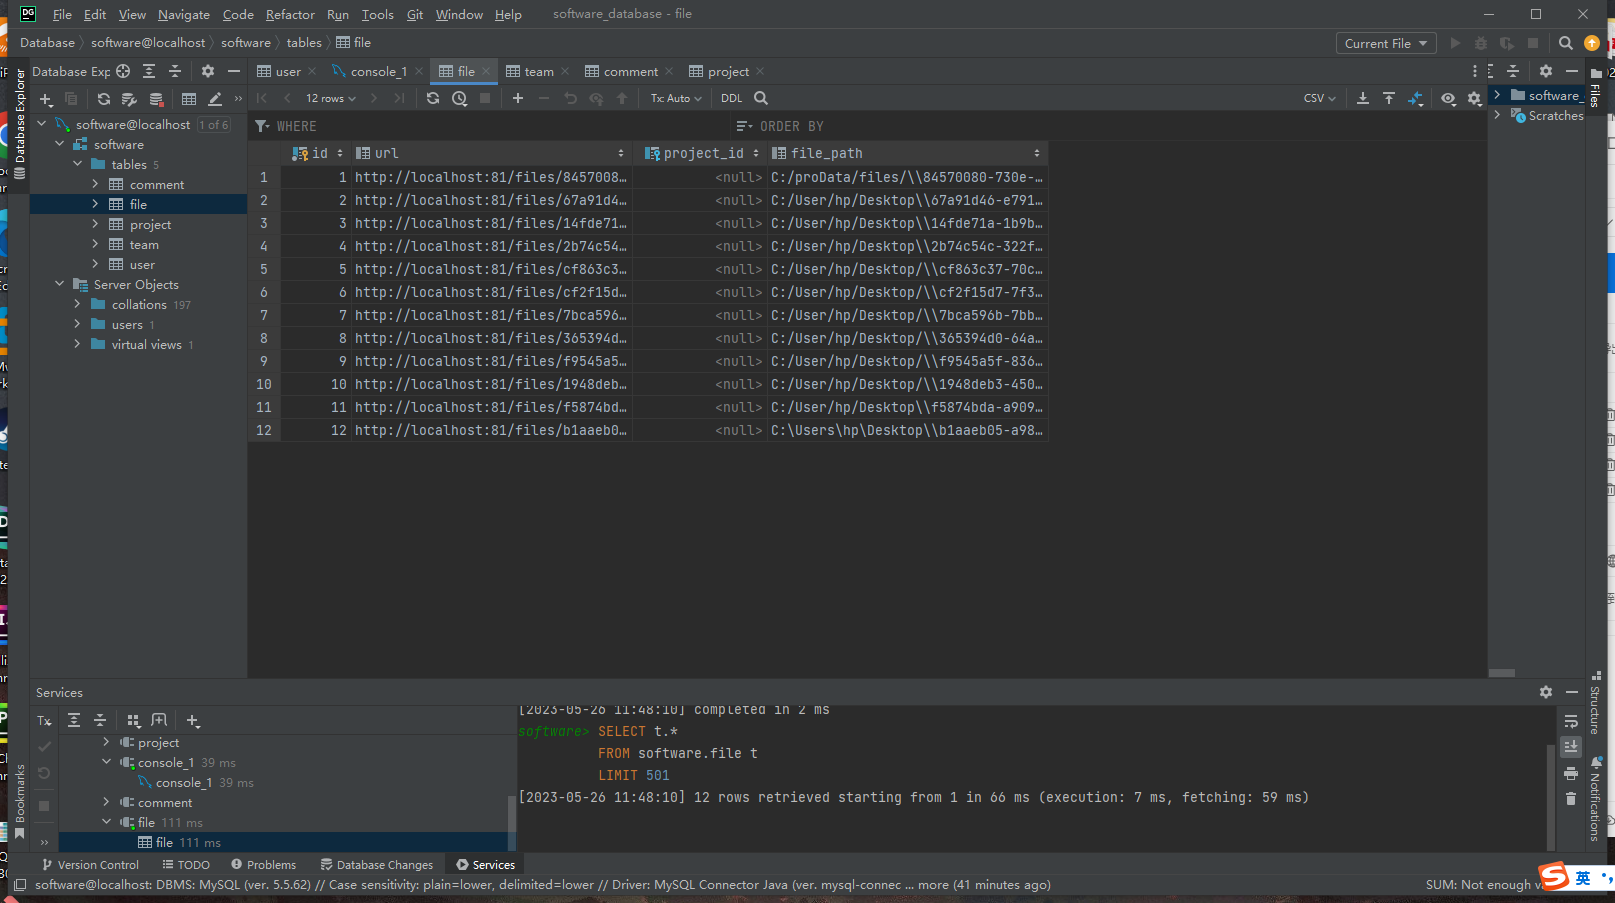 DG File Edit View Navigate Code Refactor Run Tools Git Window Help software_database - file
Database software@localhost software tables file
Current File
Database Exp
user console_1 file team comment project
12 rows Tx: Auto DDL CSV
WHERE ORDER BY
Database Explorer
software@localhost 1 of 6
software
tables 5
comment
file
project
team
user
Server Objects
collations 197
users 1
virtual views 1
id url project_id file_path
1 1 http://localhost:81/files/8457008… <null> C:/proData/files/\\84570080-730e-…
2 2 http://localhost:81/files/67a91d4… <null> C:/User/hp/Desktop\\67a91d46-e791…
3 3 http://localhost:81/files/14fde71… <null> C:/User/hp/Desktop\\14fde71a-1b9b…
4 4 http://localhost:81/files/2b74c54… <null> C:/User/hp/Desktop\\2b74c54c-322f…
5 5 http://localhost:81/files/cf863c3… <null> C:/User/hp/Desktop/\\cf863c37-70c…
6 6 http://localhost:81/files/cf2f15d… <null> C:/User/hp/Desktop/\\cf2f15d7-7f3…
7 7 http://localhost:81/files/7bca596… <null> C:/User/hp/Desktop/\\7bca596b-7bb…
8 8 http://localhost:81/files/365394d… <null> C:/User/hp/Desktop/\\365394d0-64a…
9 9 http://localhost:81/files/f9545a5… <null> C:/User/hp/Desktop/\\f9545a5f-836…
10 10 http://localhost:81/files/1948deb… <null> C:/User/hp/Desktop/\\1948deb3-450…
11 11 http://localhost:81/files/f5874bd… <null> C:/User/hp/Desktop\\f5874bda-a909…
12 12 http://localhost:81/files/b1aaeb0… <null> C:\Users\hp\Desktop\\b1aaeb05-a98…
software_
Scratches
Files
Structure
Notifications
Bookmarks
Services
Tx
project
console_1 39 ms
console_1 39 ms
comment
file 111 ms
file 111 ms
[2023-05-26 11:48:10] completed in 2 ms
software> SELECT t.*
FROM software.file t
LIMIT 501
[2023-05-26 11:48:10] 12 rows retrieved starting from 1 in 66 ms (execution: 7 ms, fetching: 59 ms)
Version Control TODO Problems Database Changes Services
software@localhost: DBMS: MySQL (ver. 5.5.62) // Case sensitivity: plain=lower, delimited=lower // Driver: MySQL Connector Java (ver. mysql-connec ... more (41 minutes ago) SUM: Not enough
S 英